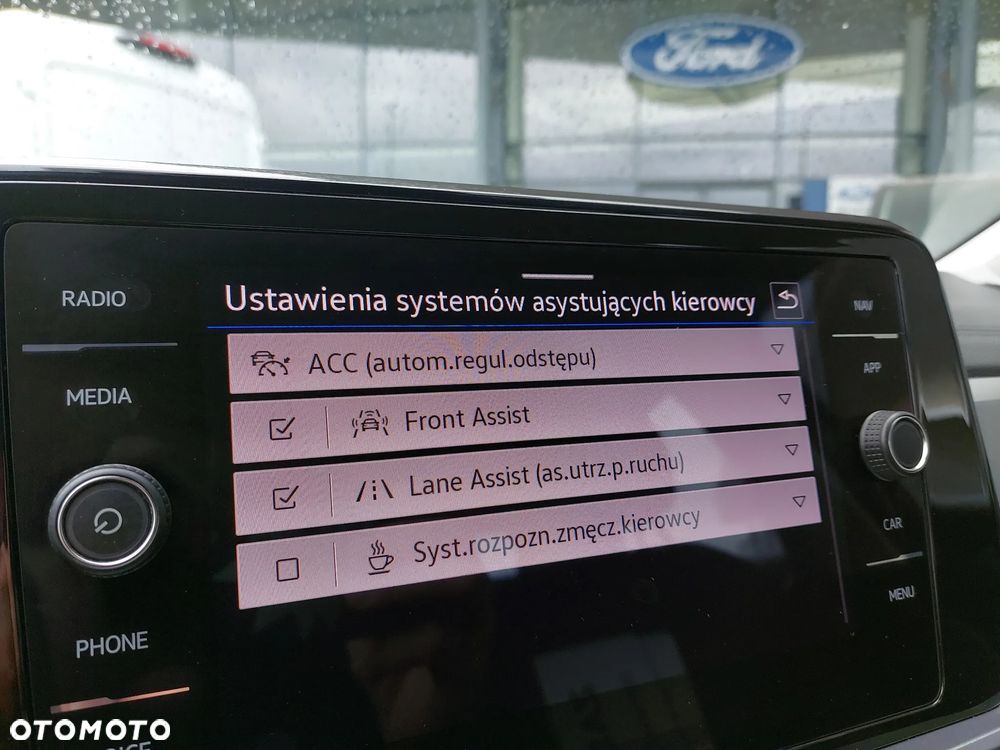 Ford
RADIO
MEDIA
PHONE
Ustawienia systemów asystujących kierowcy
ACC (autom.regul.odstępu)
Front Assist
Lane Assist (as.utrz.p.ruchu)
Syst.rozpozn.zmęcz.kierowcy
NAV
APP
CAR
MENU
OTOMOTO